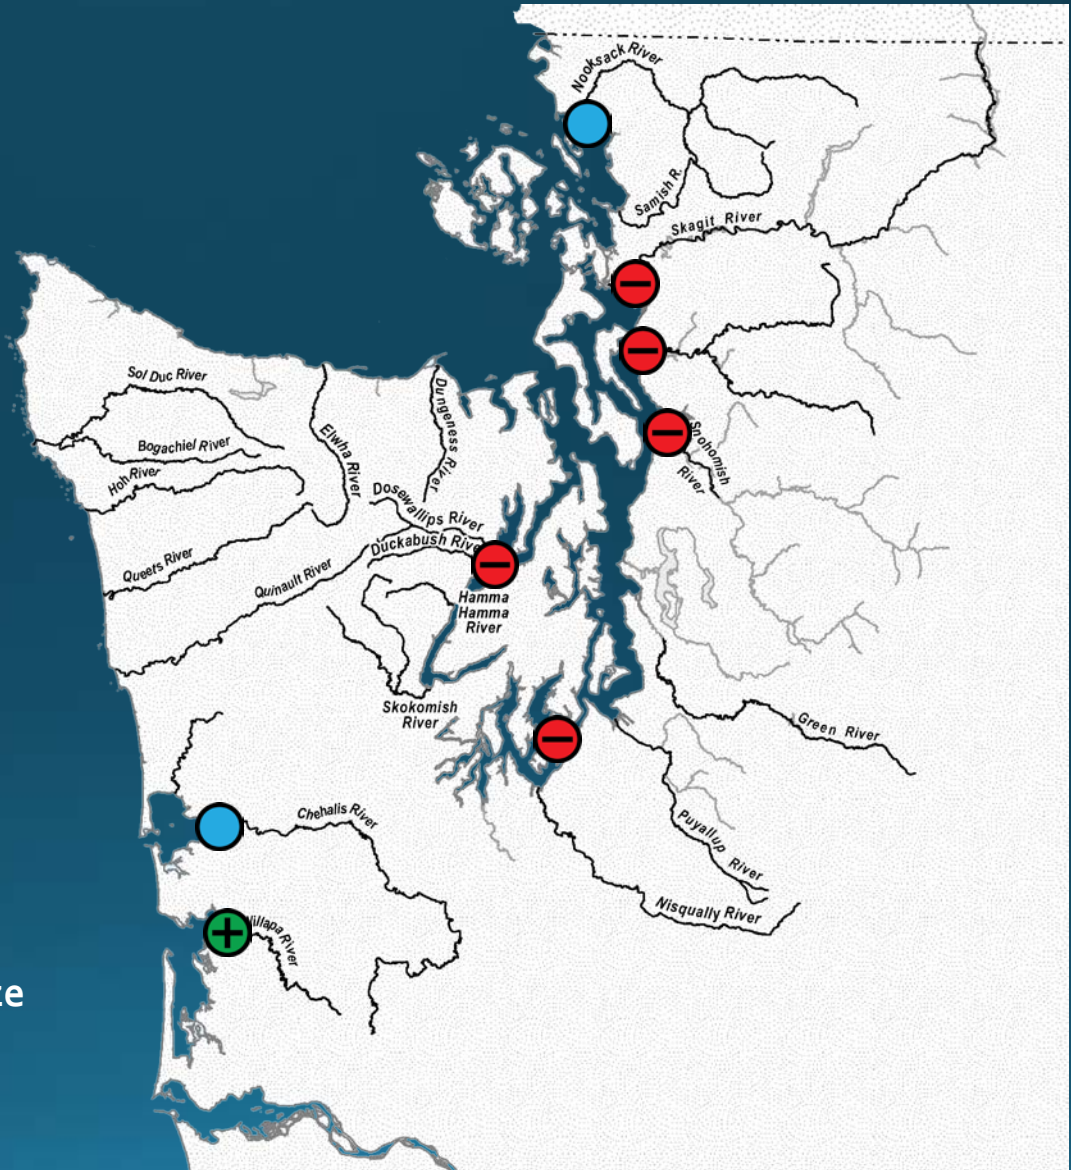 Nooksack River
Samish R.
Skagit River
Sol Duc River
Bogachiel River
Hoh River
Elwha River
Dungeness River
Snohomish
River
Dosewallips River
Duckabush River
Queets River
Quinault River
Hamma
Hamma
River
Skokomish
River
Green River
Chehalis River
Puyallup
River
Nisqually River
Willapa River